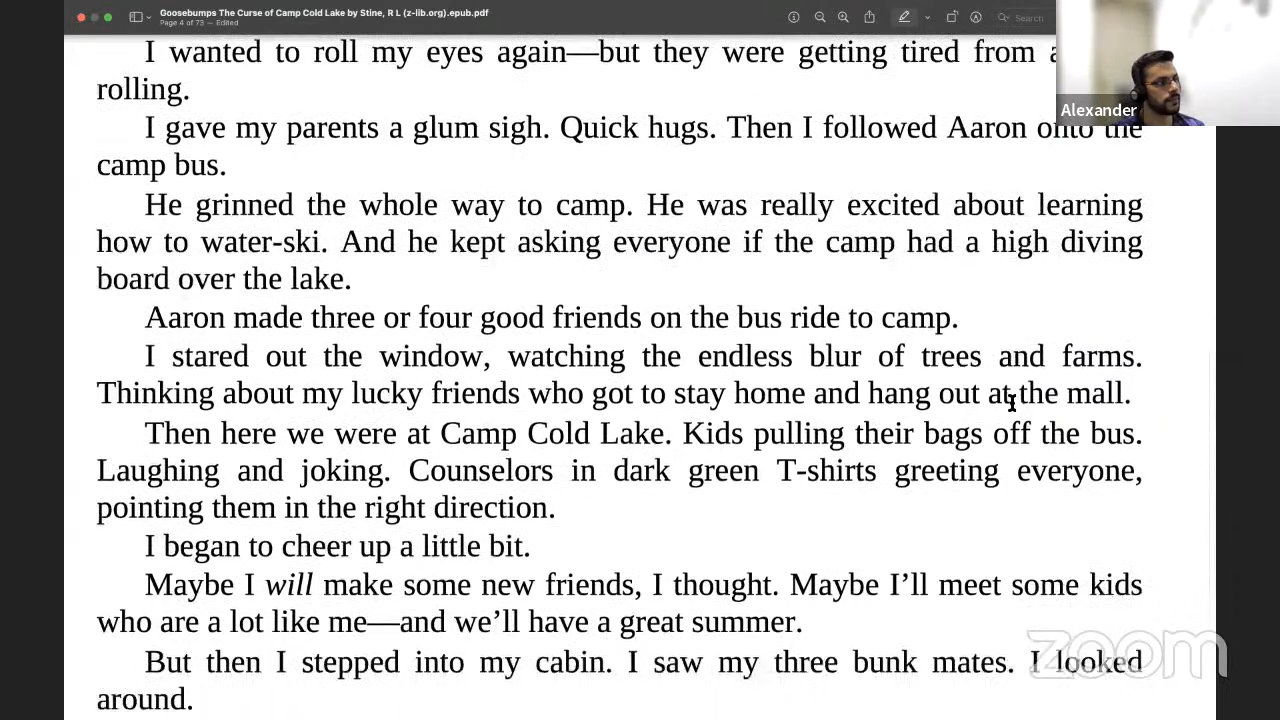 Goosebumps The Curse of Camp Cold Lake by Stine, R L (z-lib.org).epub.pdf
Page 4 of 73 — Edited
Search
I wanted to roll my eyes again—but they were getting tired from
rolling.
Alexander
I gave my parents a glum sigh. Quick hugs. Then I followed Aaron onto the
camp bus.
He grinned the whole way to camp. He was really excited about learning
how to water-ski. And he kept asking everyone if the camp had a high diving
board over the lake.
Aaron made three or four good friends on the bus ride to camp.
I stared out the window, watching the endless blur of trees and farms.
Thinking about my lucky friends who got to stay home and hang out at the mall.
Then here we were at Camp Cold Lake. Kids pulling their bags off the bus.
Laughing and joking. Counselors in dark green T-shirts greeting everyone,
pointing them in the right direction.
I began to cheer up a little bit.
Maybe I will make some new friends, I thought. Maybe I’ll meet some kids
who are a lot like me—and we’ll have a great summer.
But then I stepped into my cabin. I saw my three bunk mates. I looked
around.
zoom